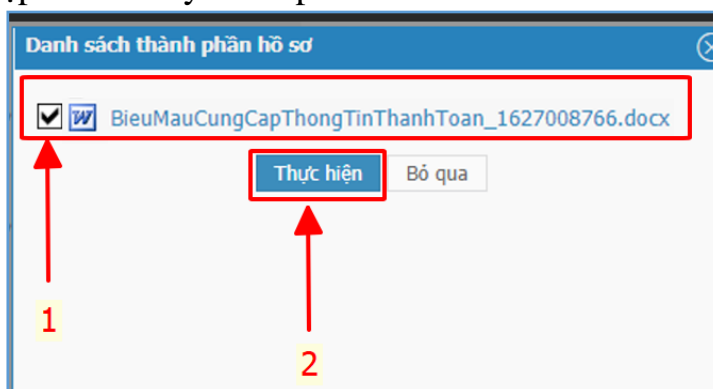 Danh sách thành phần hồ sơ
BieuMauCungCapThongTinThanhToan_1627008766.docx
Thực hiện Bỏ qua
1
2